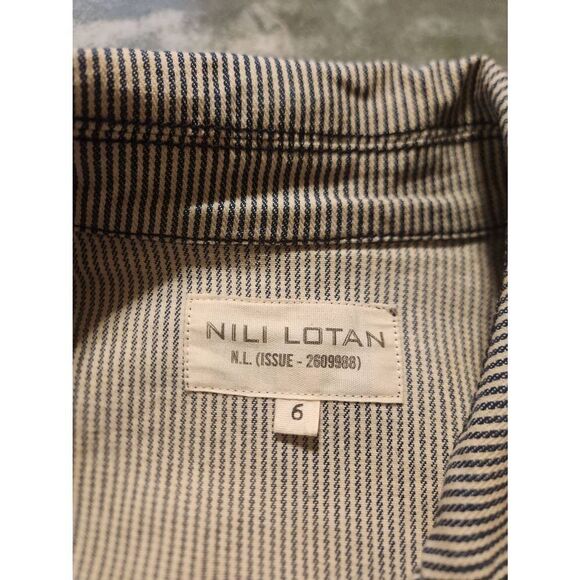 NILI LOTAN
N.L. (ISSUE - 2609988)
6